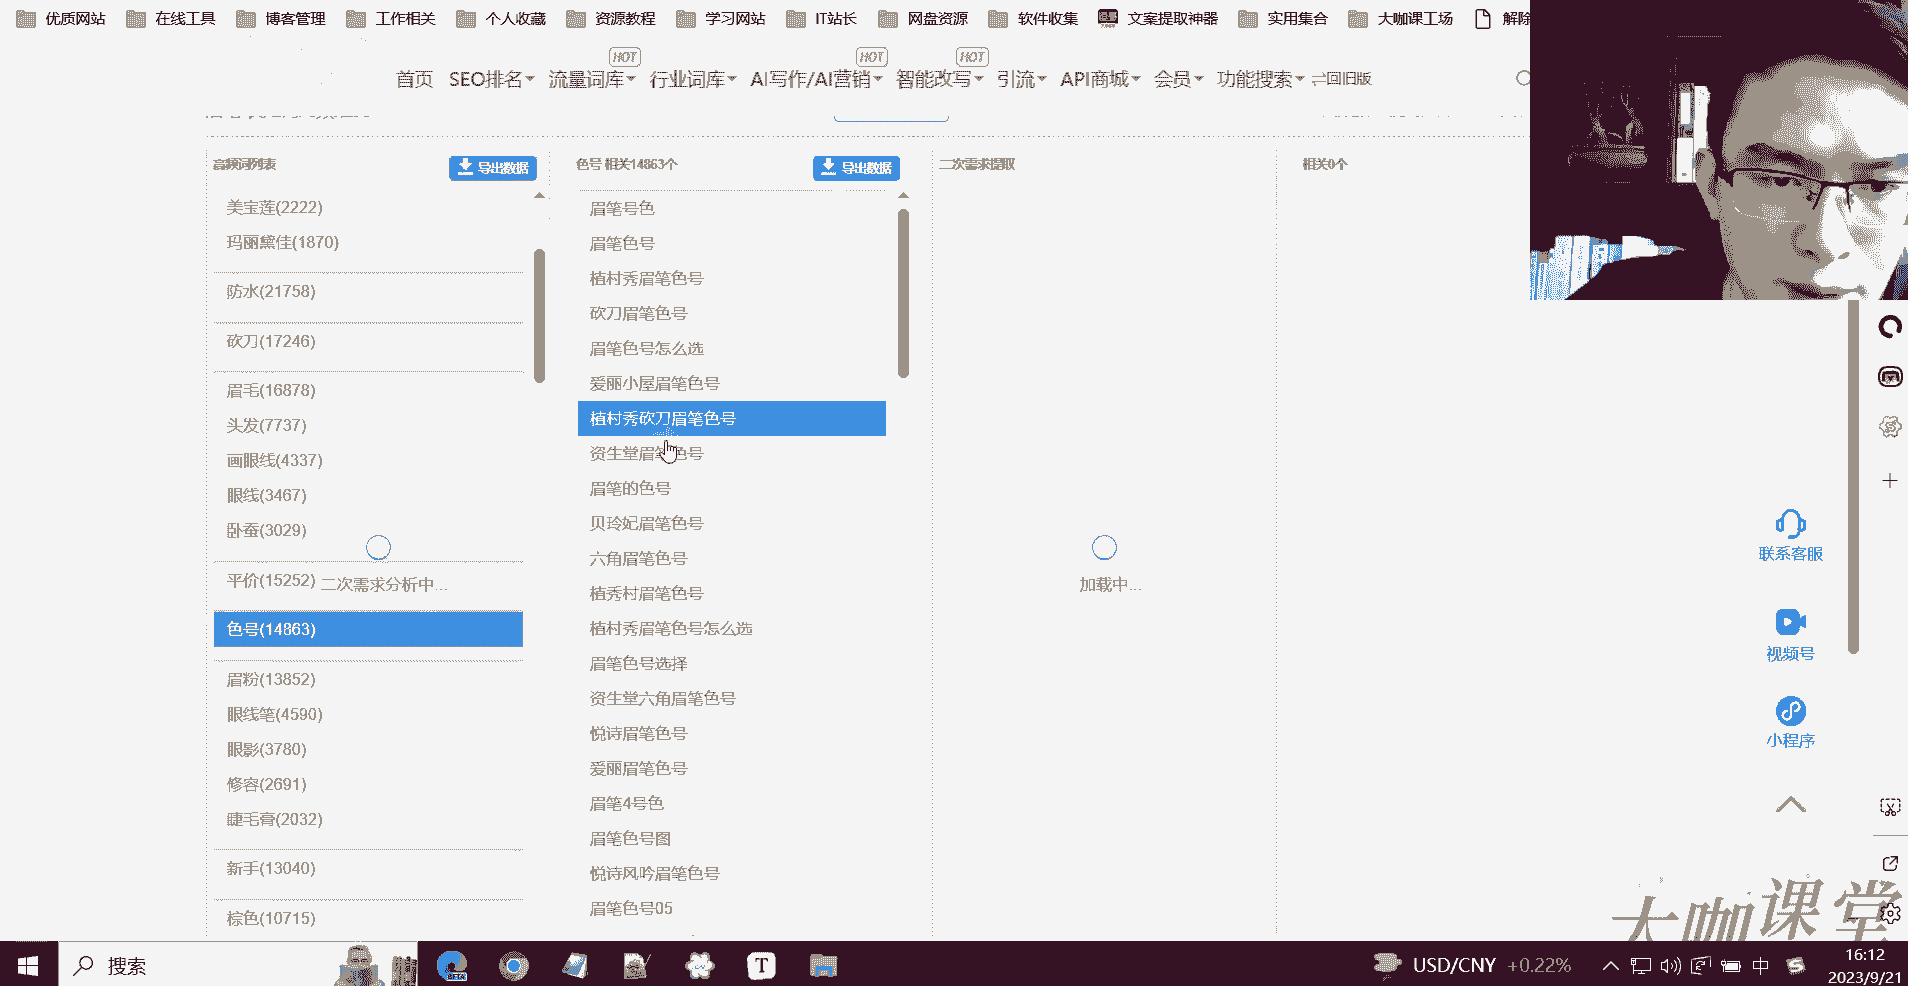 优质网站 在线工具 博客管理 工作相关 个人收藏 资源教程 学习网站 IT站长 网盘资源 软件收集 文案提取神器 实用集合 大咖课工场 解除
HOT HOT HOT
首页 SEO排名 流量词库 行业词库 AI写作/AI营销 智能改写 引流 API商城 会员 功能搜索 回旧版
高频词列表 导出数据 色号 相关14863个 导出数据 二次需求提取 相关0个
美宝莲(2222)
玛丽黛佳(1870)
防水(21758)
砍刀(17246)
眉毛(16878)
头发(7737)
画眼线(4337)
眼线(3467)
卧蚕(3029)
平价(15252)
二次需求分析中...
色号(14863)
眉粉(13852)
眼线笔(4590)
眼影(3780)
修容(2691)
睫毛膏(2032)
新手(13040)
棕色(10715)
眉笔号色
眉笔色号
植村秀眉笔色号
砍刀眉笔色号
眉笔色号怎么选
爱丽小屋眉笔色号
植村秀砍刀眉笔色号
资生堂眉笔色号
眉笔的色号
贝玲妃眉笔色号
六角眉笔色号
植秀村眉笔色号
植村秀眉笔色号怎么选
眉笔色号选择
资生堂六角眉笔色号
悦诗眉笔色号
爱丽眉笔色号
眉笔4号色
眉笔色号图
悦诗风吟眉笔色号
眉笔色号05
加载中...
联系客服
视频号
小程序
大咖课堂
搜索
BETA
T
USD/CNY +0.22%
中
16:12
2023/9/21